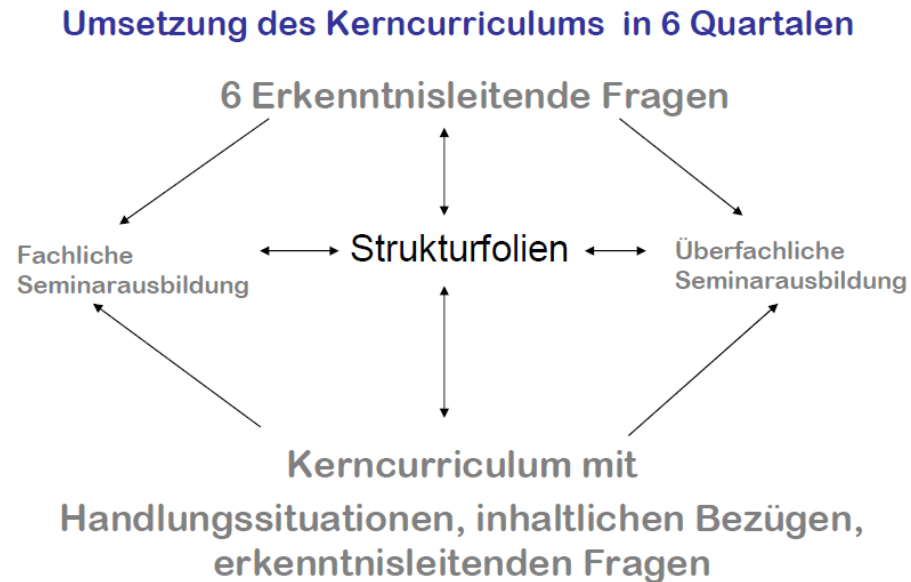 Umsetzung des Kerncurriculums in 6 Quartalen
6 Erkenntnisleitende Fragen
Fachliche
Seminarausbildung
Strukturfolien
Überfachliche
Seminarausbildung
Kerncurriculum mit
Handlungssituationen, inhaltlichen Bezügen,
erkenntnisleitenden Fragen